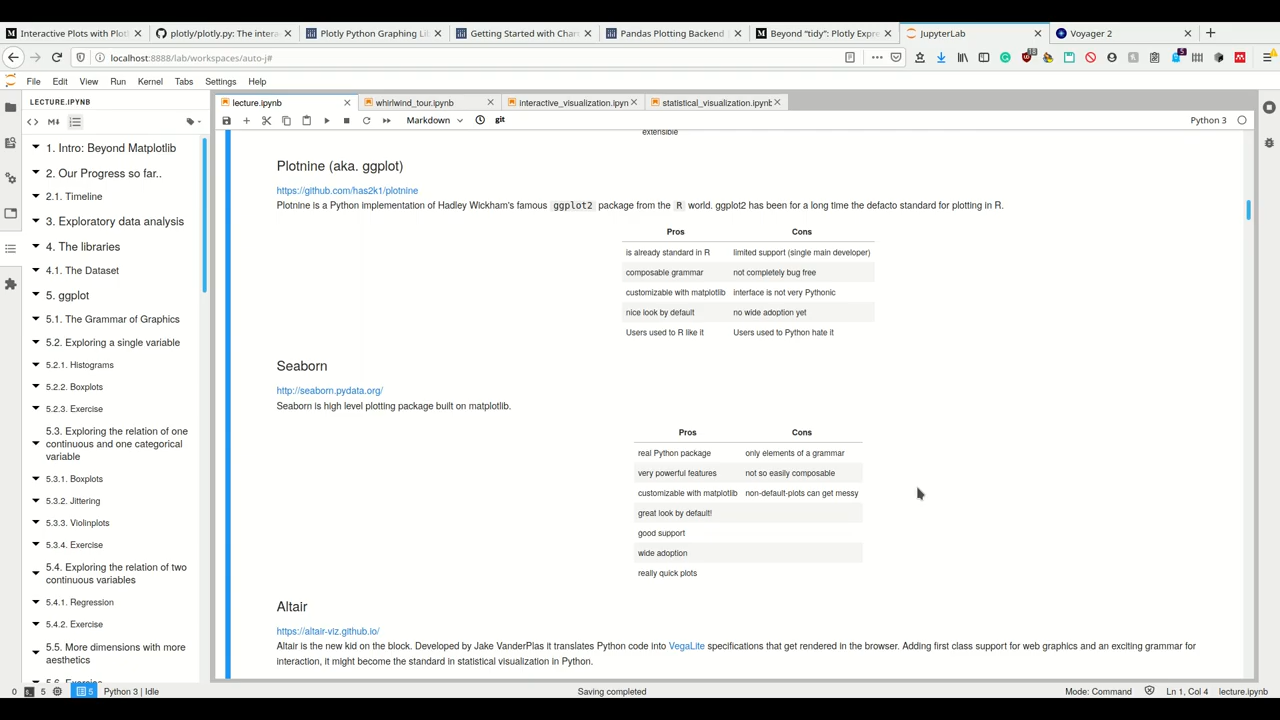 Interactive Plots with Plot
plotly/plotly.py: The intera
Plotly Python Graphing Li
Getting Started with Char
Pandas Plotting Backend
Beyond “tidy”: Plotly Expre
JupyterLab
Voyager 2
localhost:8888/lab/workspaces/auto-j#
File Edit View Run Kernel Tabs Settings Help
LECTURE.IPYNB
lecture.ipynb
whirlwind_tour.ipynb
interactive_visualization.ipyn
statistical_visualization.ipynb
Markdown
git
Python 3
1. Intro: Beyond Matplotlib
2. Our Progress so far..
2.1. Timeline
3. Exploratory data analysis
4. The libraries
4.1. The Dataset
5. ggplot
5.1. The Grammar of Graphics
5.2. Exploring a single variable
5.2.1. Histograms
5.2.2. Boxplots
5.2.3. Exercise
5.3. Exploring the relation of one
continuous and one categorical
variable
5.3.1. Boxplots
5.3.2. Jittering
5.3.3. Violinplots
5.3.4. Exercise
5.4. Exploring the relation of two
continuous variables
5.4.1. Regression
5.4.2. Exercise
5.5. More dimensions with more
aesthetics
5.6. Exercise
extensible
Plotnine (aka. ggplot)
https://github.com/has2k1/plotnine
Plotnine is a Python implementation of Hadley Wickham's famous ggplot2 package from the R world. ggplot2 has been for a long time the defacto standard for plotting in R.
Pros Cons
is already standard in R limited support (single main developer)
composable grammar not completely bug free
customizable with matplotlib interface is not very Pythonic
nice look by default no wide adoption yet
Users used to R like it Users used to Python hate it
Seaborn
http://seaborn.pydata.org/
Seaborn is high level plotting package built on matplotlib.
Pros Cons
real Python package only elements of a grammar
very powerful features not so easily composable
customizable with matplotlib non-default-plots can get messy
great look by default!
good support
wide adoption
really quick plots
Altair
https://altair-viz.github.io/
Altair is the new kid on the block. Developed by Jake VanderPlas it translates Python code into VegaLite specifications that get rendered in the browser. Adding first class support for web graphics and an exciting grammar for
interaction, it might become the standard in statistical visualization in Python.
0 5 5 Python 3 | Idle
Saving completed
Mode: Command Ln 1, Col 4 lecture.ipynb